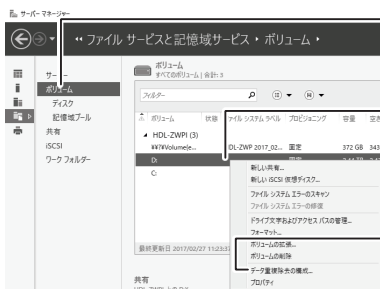 サーバー マネージャー
ファイル サービスと記憶域サービス ▸ ボリューム ▸
サーバー
ボリューム
ディスク
記憶域プール
共有
iSCSI
ワーク フォルダー
ボリューム
すべてのボリューム | 合計: 3
フィルター
ボリューム 状態 ファイル システム ラベル プロビジョニング 容量
HDL-ZWPI (3)
HDL-ZWP 2017_02... 固定 372 GB 343
D:
C:
新しい共有...
新しい iSCSI 仮想ディスク...
ファイル システム エラーのスキャン
ファイル システム エラーの修復
ドライブ文字およびアクセス パスの管理...
フォーマット...
ボリュームの拡張...
ボリュームの削除
データ重複除去の構成...
プロパティ
最終更新日 2017/02/27 11:23:3
共有